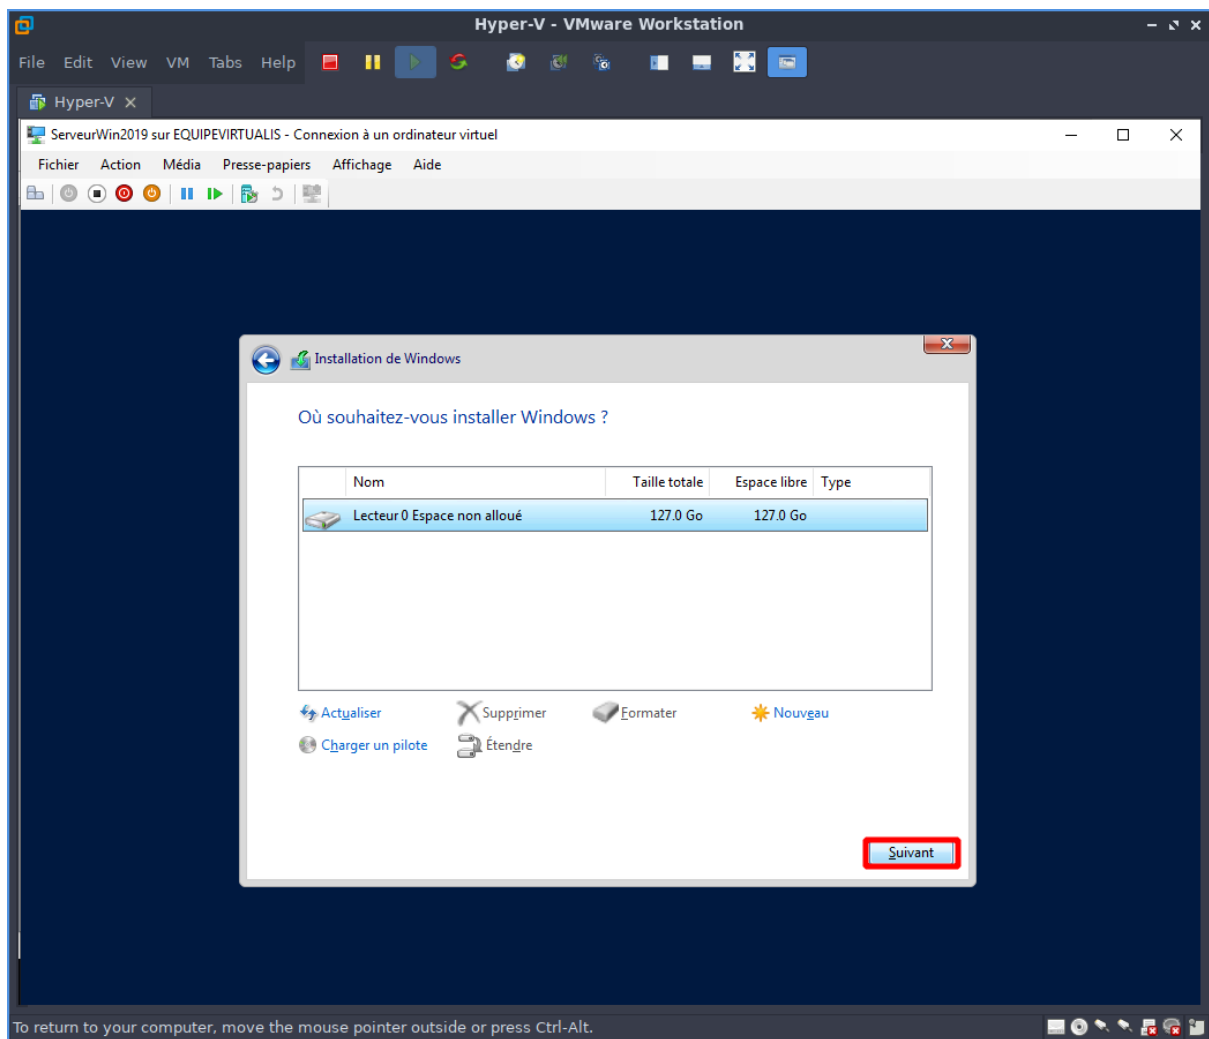 Hyper-V - VMware Workstation
File Edit View VM Tabs Help
Hyper-V
ServeurWin2019 sur EQUIPEVIRTUALIS - Connexion à un ordinateur virtuel
Fichier Action Média Presse-papiers Affichage Aide
Installation de Windows
Où souhaitez-vous installer Windows ?
Nom Taille totale Espace libre Type
Lecteur 0 Espace non alloué 127.0 Go 127.0 Go
Actualiser Supprimer Formater Nouveau
Charger un pilote Étendre
Suivant
To return to your computer, move the mouse pointer outside or press Ctrl-Alt.